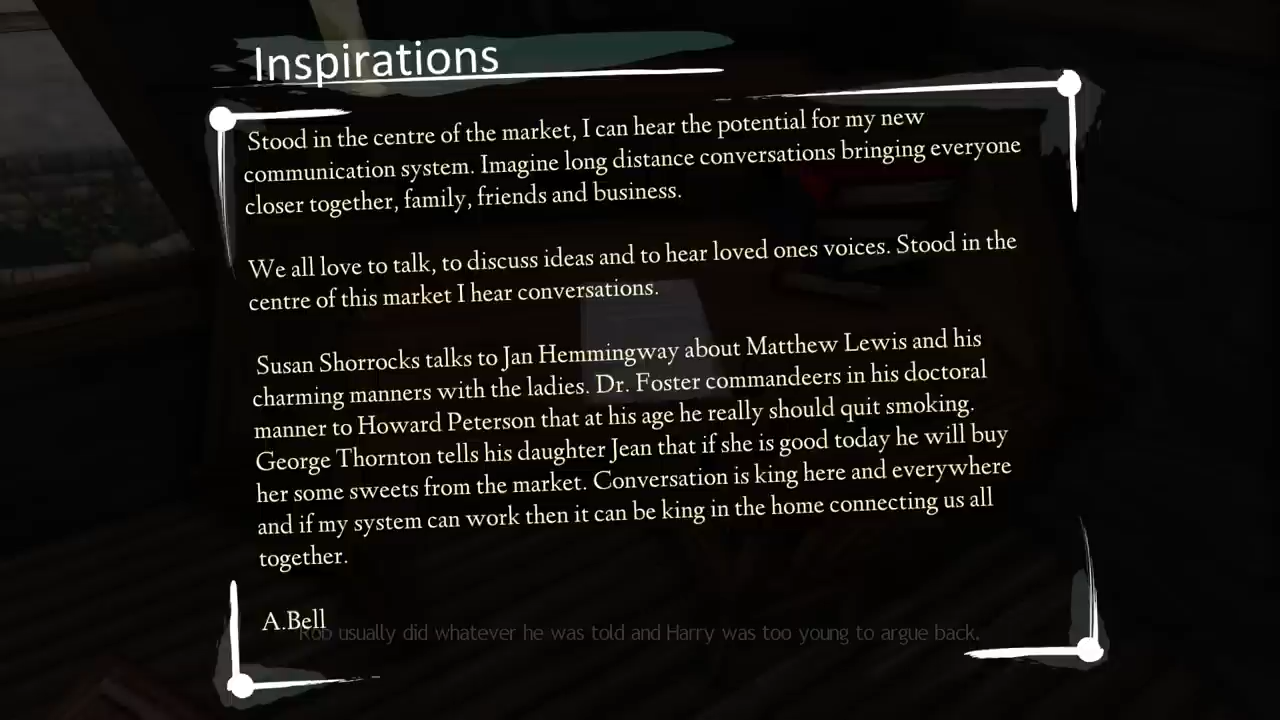 Inspirations
Stood in the centre of the market, I can hear the potential for my new
communication system. Imagine long distance conversations bringing everyone
closer together, family, friends and business.
We all love to talk, to discuss ideas and to hear loved ones voices. Stood in the
centre of this market I hear conversations.
Susan Shorrocks talks to Jan Hemmingway about Matthew Lewis and his
charming manners with the ladies. Dr. Foster commandeers in his doctoral
manner to Howard Peterson that at his age he really should quit smoking.
George Thornton tells his daughter Jean that if she is good today he will buy
her some sweets from the market. Conversation is king here and everywhere
and if my system can work then it can be king in the home connecting us all
together.
A.Bell
Rob usually did whatever he was told and Harry was too young to argue back.